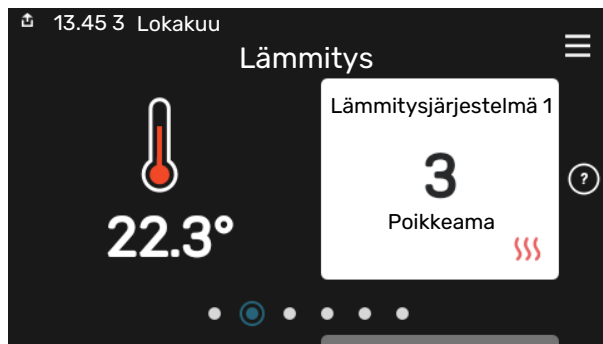 13.45 3 Lokakuu
Lämmitys
Lämmitysjärjestelmä 1
3
Poikkeama
22.3°
?